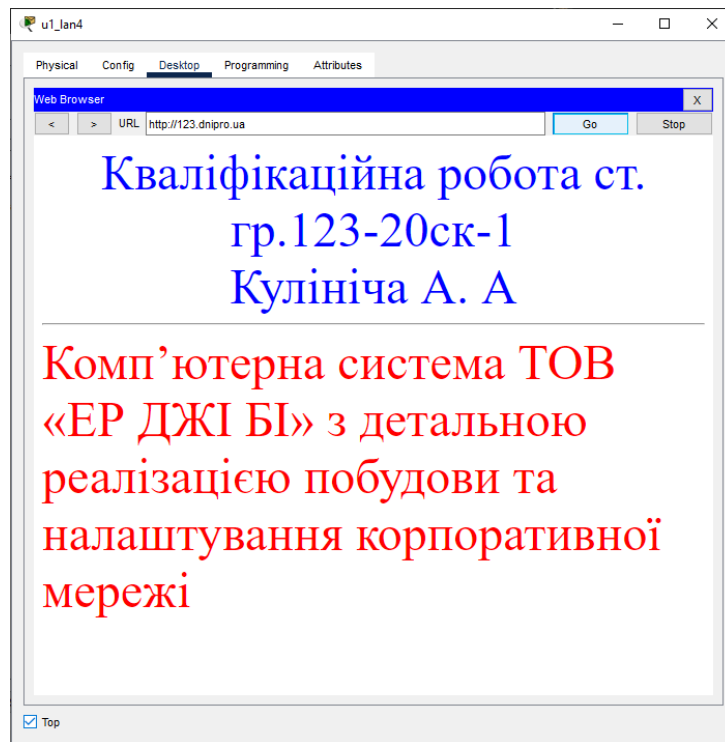 u1_lan4
Physical Config Desktop Programming Attributes
Web Browser X
< > URL http://123.dnipro.ua Go Stop
Кваліфікаційна робота ст.
гр.123-20ск-1
Кулініча А. А
Комп’ютерна система ТОВ
«ЕР ДЖІ БІ» з детальною
реалізацією побудови та
налаштування корпоративної
мережі
Top